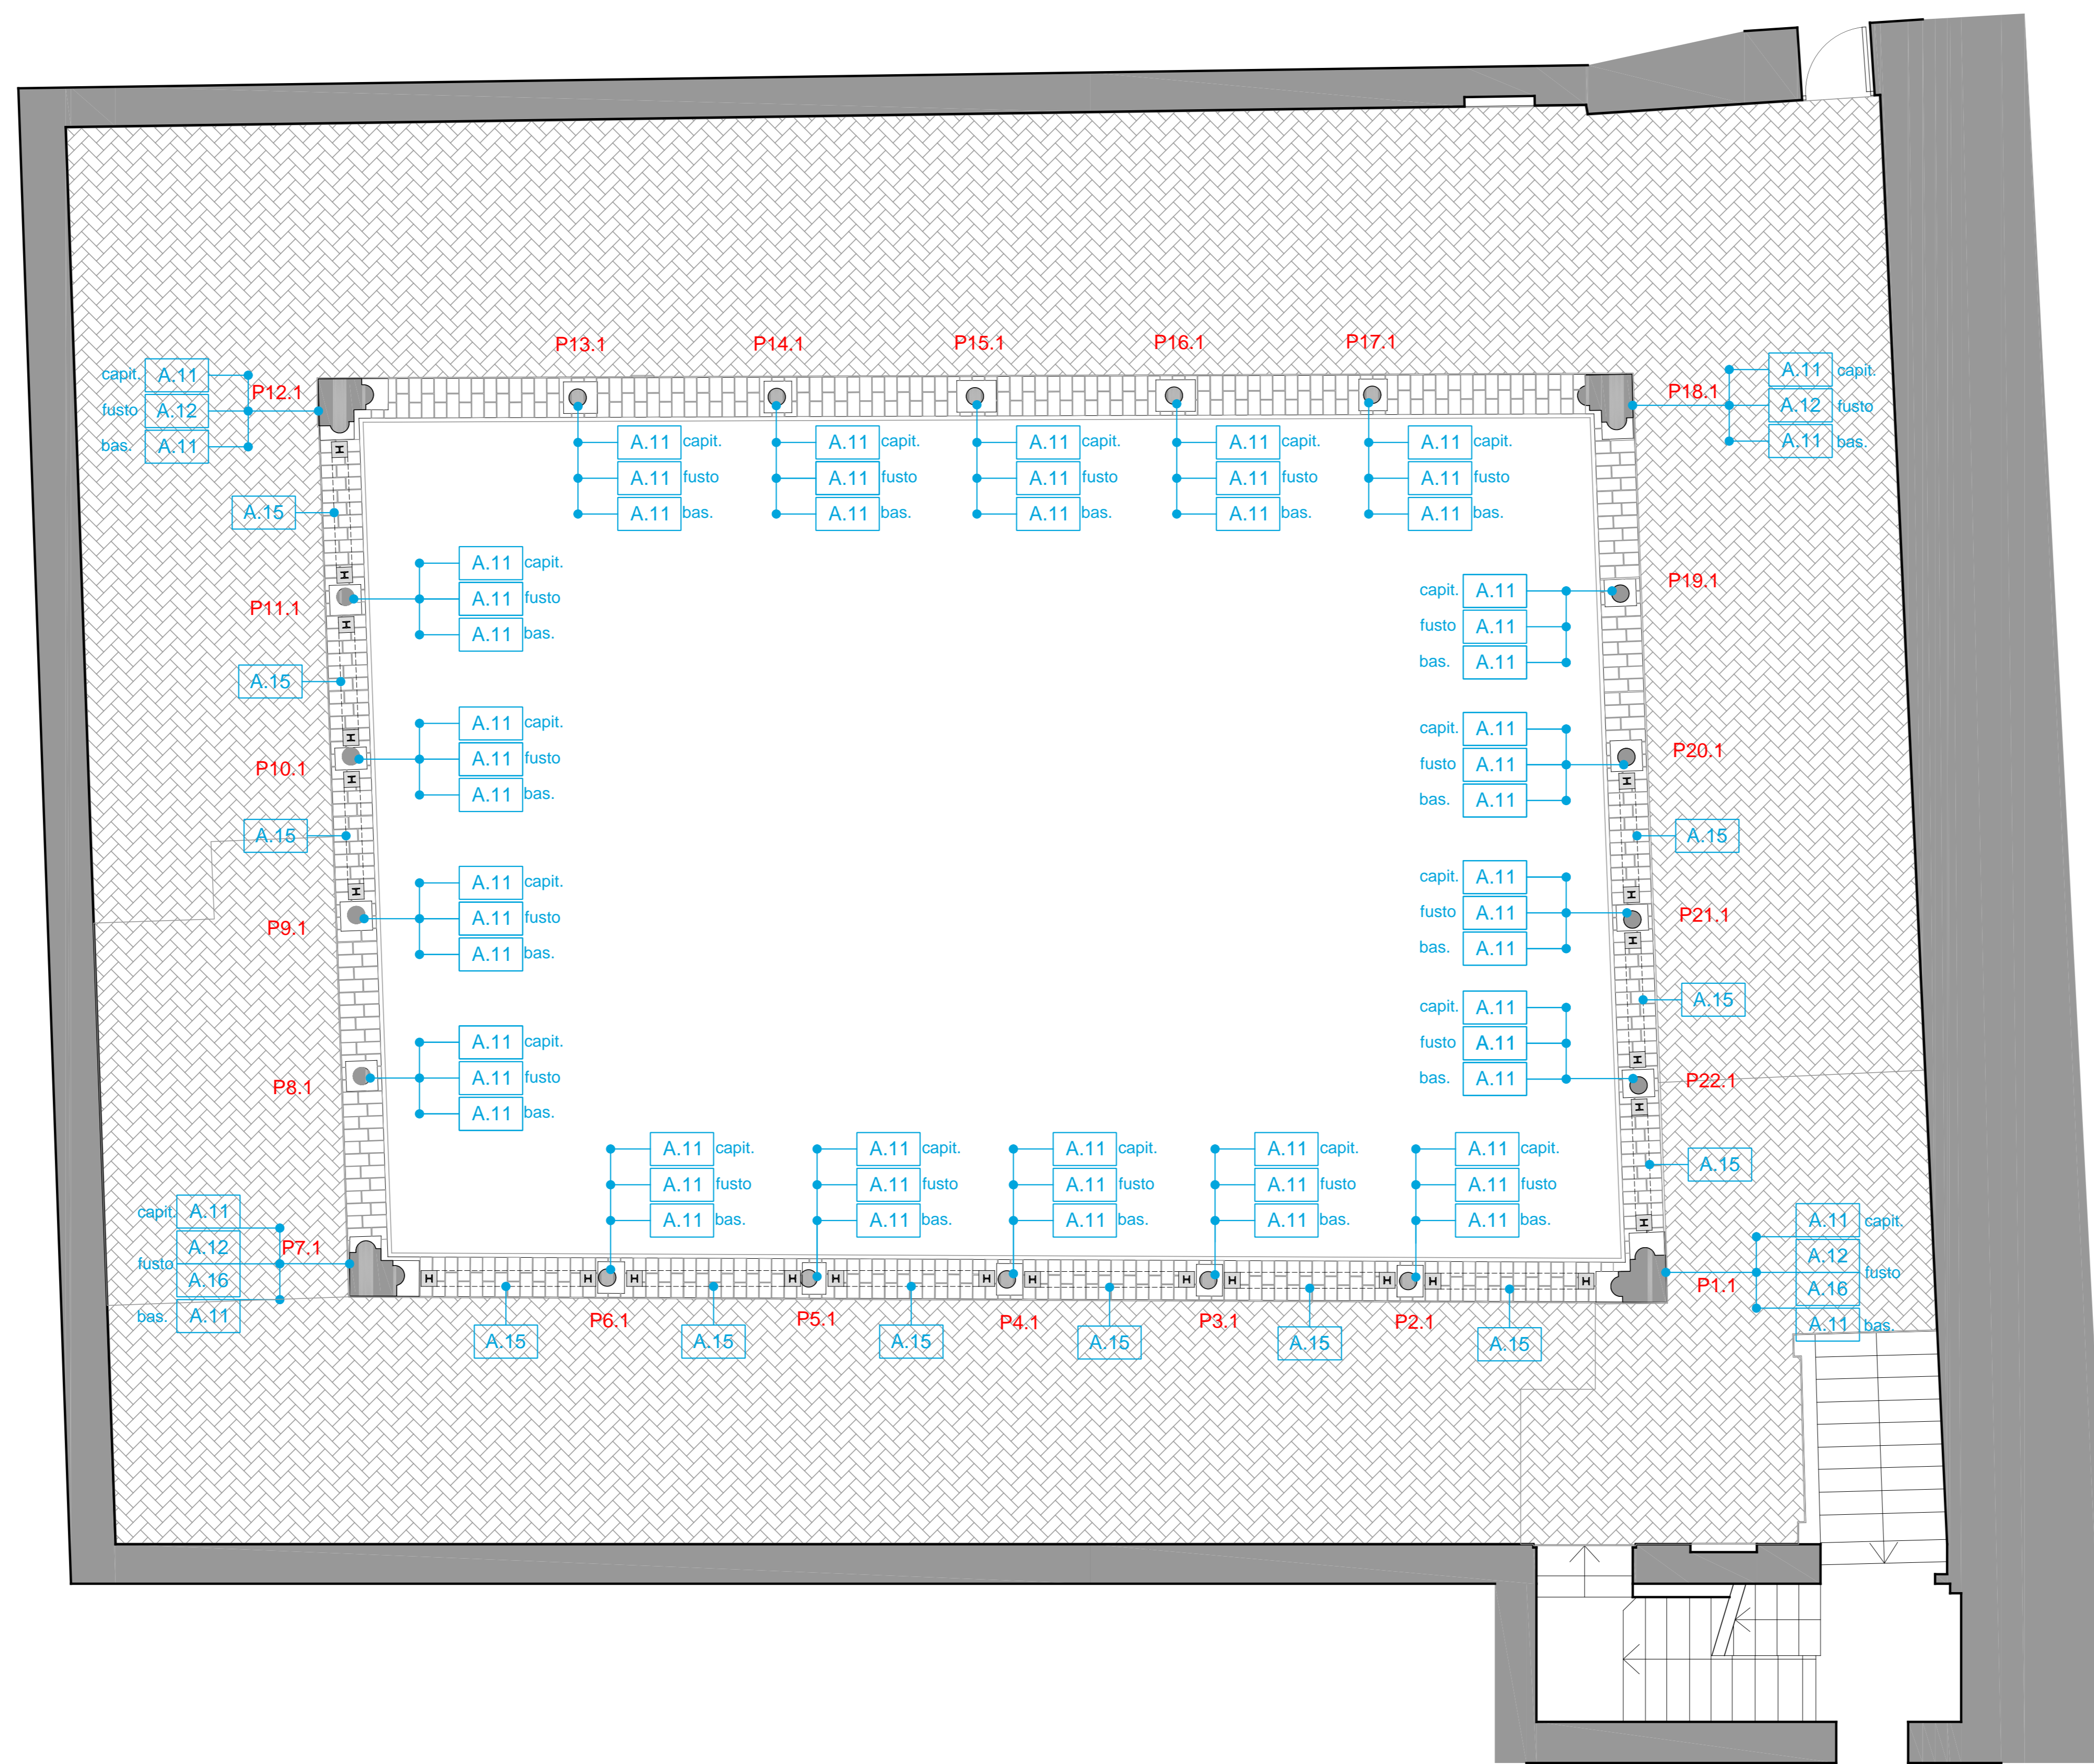 P13.1
P14.1
P15.1
P16.1
P17.1
capit. A.11
fusto A.12
bas. A.11
P12.1
P18.1
A.11 capit.
A.12 fusto
A.11 bas.
A.11 capit.
A.11 fusto
A.11 bas.
A.11 capit.
A.11 fusto
A.11 bas.
A.11 capit.
A.11 fusto
A.11 bas.
A.11 capit.
A.11 fusto
A.11 bas.
A.11 capit.
A.11 fusto
A.11 bas.
H
A.15
H
P11.1
H
A.11 capit.
A.11 fusto
A.11 bas.
capit. A.11
fusto A.11
bas. A.11
P19.1
A.15
H
P10.1
H
A.11 capit.
A.11 fusto
A.11 bas.
capit. A.11
fusto A.11
bas. A.11
P20.1
H
A.15
H
P9.1
A.11 capit.
A.11 fusto
A.11 bas.
A.15
H
capit. A.11
fusto A.11
bas. A.11
P21.1
H
A.15
H
P8.1
A.11 capit.
A.11 fusto
A.11 bas.
capit. A.11
fusto A.11
bas. A.11
P22.1
H
A.15
H
A.11 capit.
A.11 fusto
A.11 bas.
A.11 capit.
A.11 fusto
A.11 bas.
A.11 capit.
A.11 fusto
A.11 bas.
A.11 capit.
A.11 fusto
A.11 bas.
A.11 capit.
A.11 fusto
A.11 bas.
capit. A.11
A.12
fusto
A.16
bas. A.11
P7.1
P1.1
A.11 capit.
A.12
fusto
A.16
A.11 bas.
H H H H H H H H H H H H
P6.1
P5.1
P4.1
P3.1
P2.1
A.15
A.15
A.15
A.15
A.15
A.15